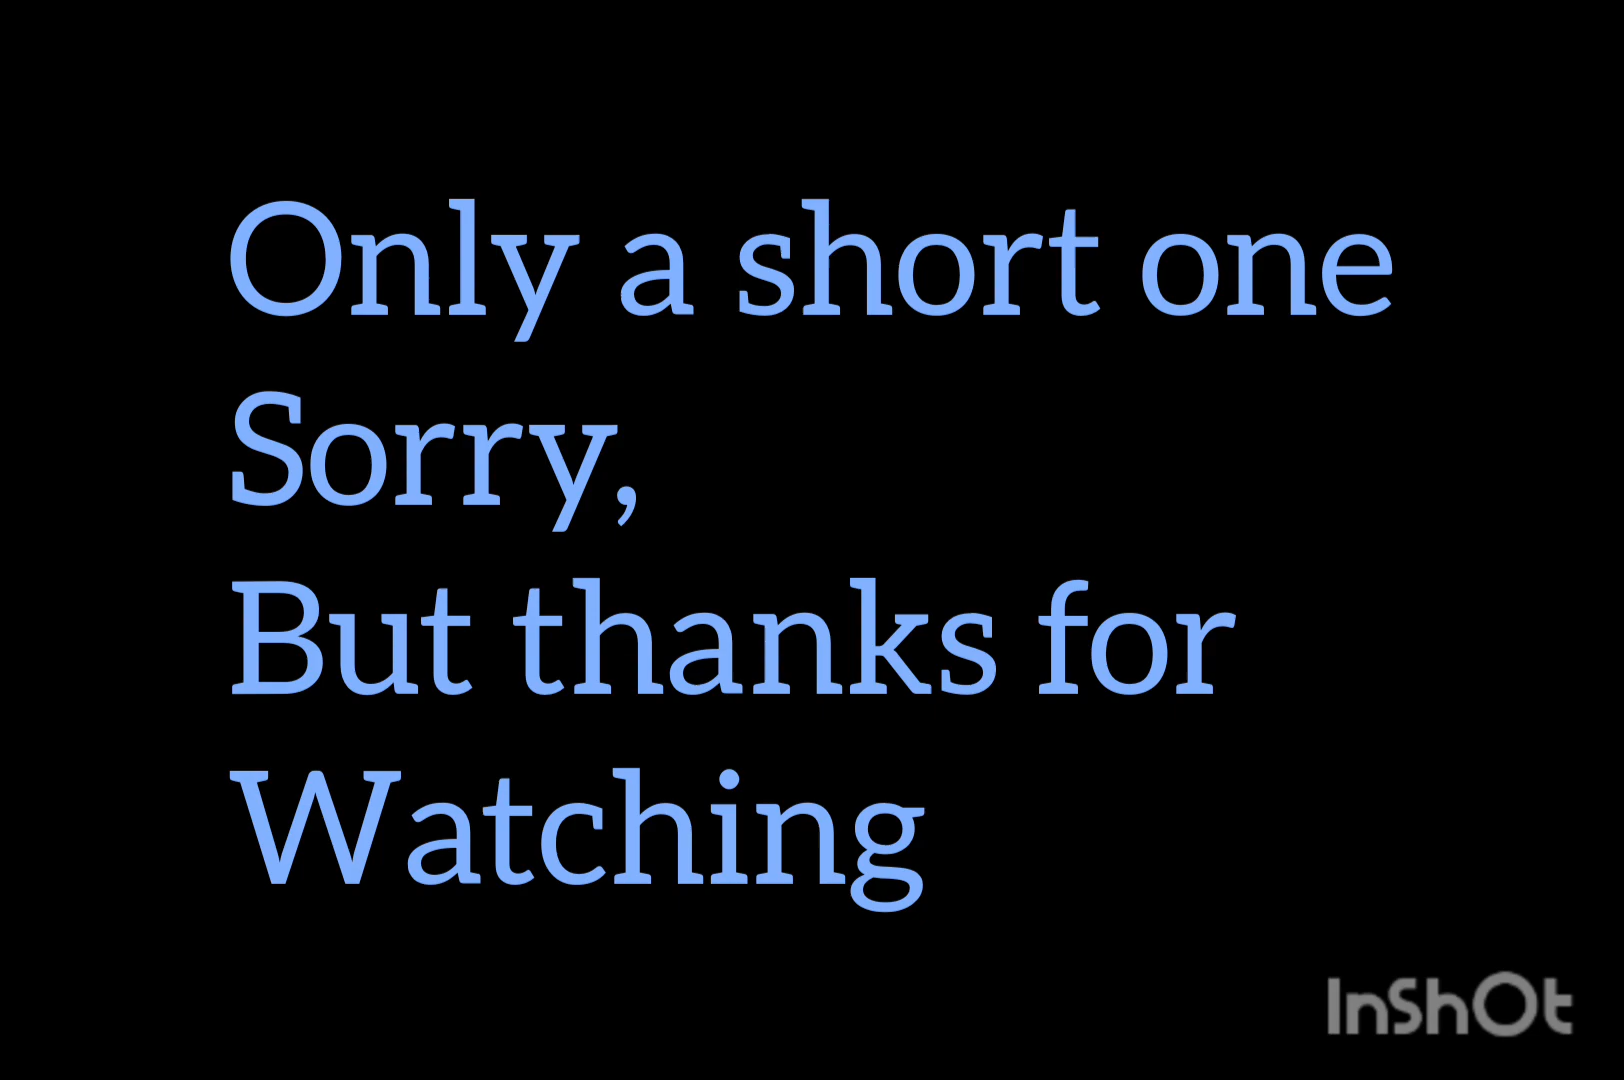 Only a short one
Sorry,
But thanks for
Watching
InShOt